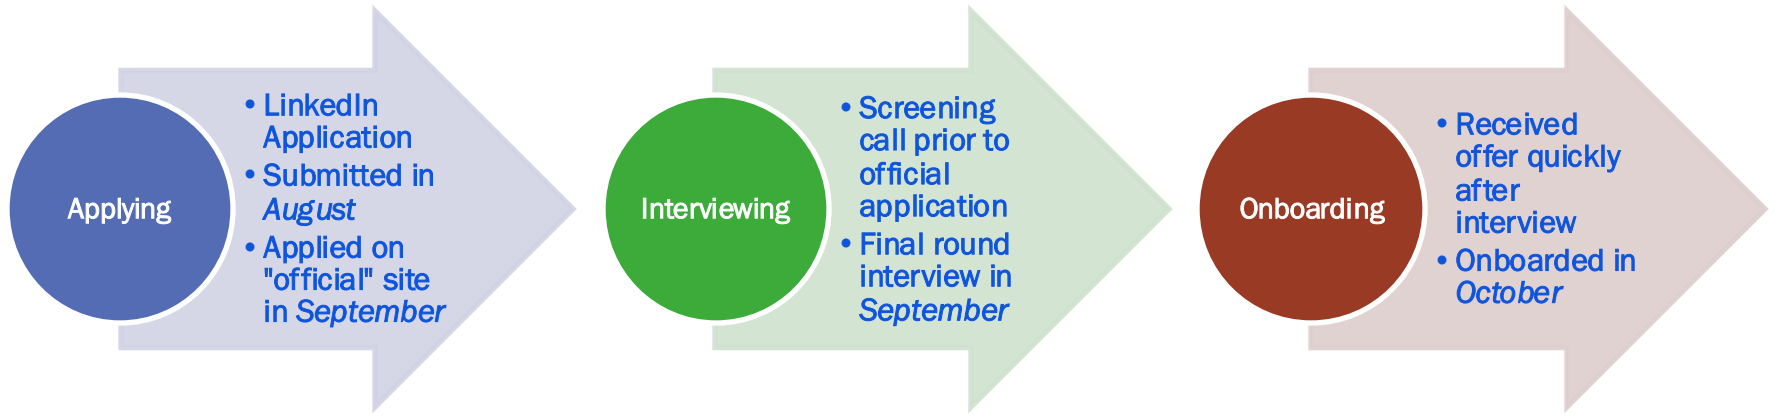 Applying
• LinkedIn
Application
• Submitted in
August
• Applied on
"official" site
in September
Interviewing
• Screening
call prior to
official
application
• Final round
interview in
September
Onboarding
• Received
offer quickly
after
interview
• Onboarded in
October